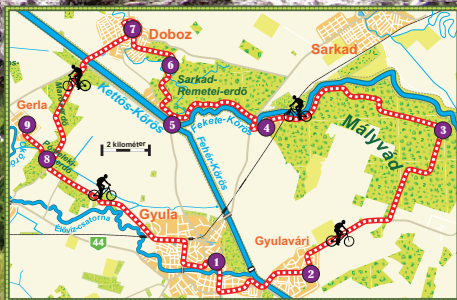 Doboz
Sarkad
7
6
Sarkad-
Remetei-erdő
Kettős-Körös
Gerla
9
5
Fekete-Körös
4
3
2 kilométer
Mályvád
Fehér-Körös
8
Gyula
Élővíz-csatorna
44
Gyulavári
1
2